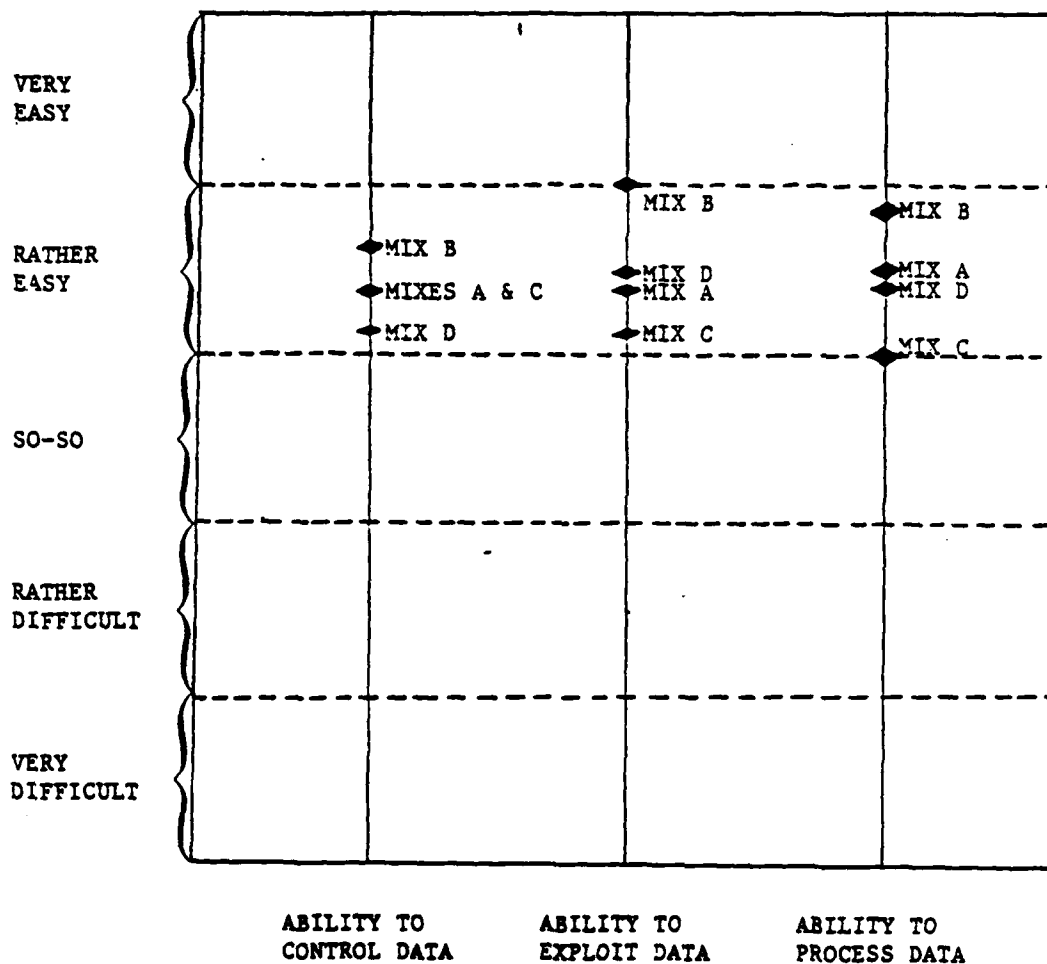 VERY
EASY
MIX B
MIX B
RATHER
EASY
MIX B
MIX D
MIX A
MIXES A & C
MIX A
MIX D
MIX D
MIX C
MIX C
SO-SO
RATHER
DIFFICULT
VERY
DIFFICULT
ABILITY TO
CONTROL DATA
ABILITY TO
EXPLOIT DATA
ABILITY TO
PROCESS DATA